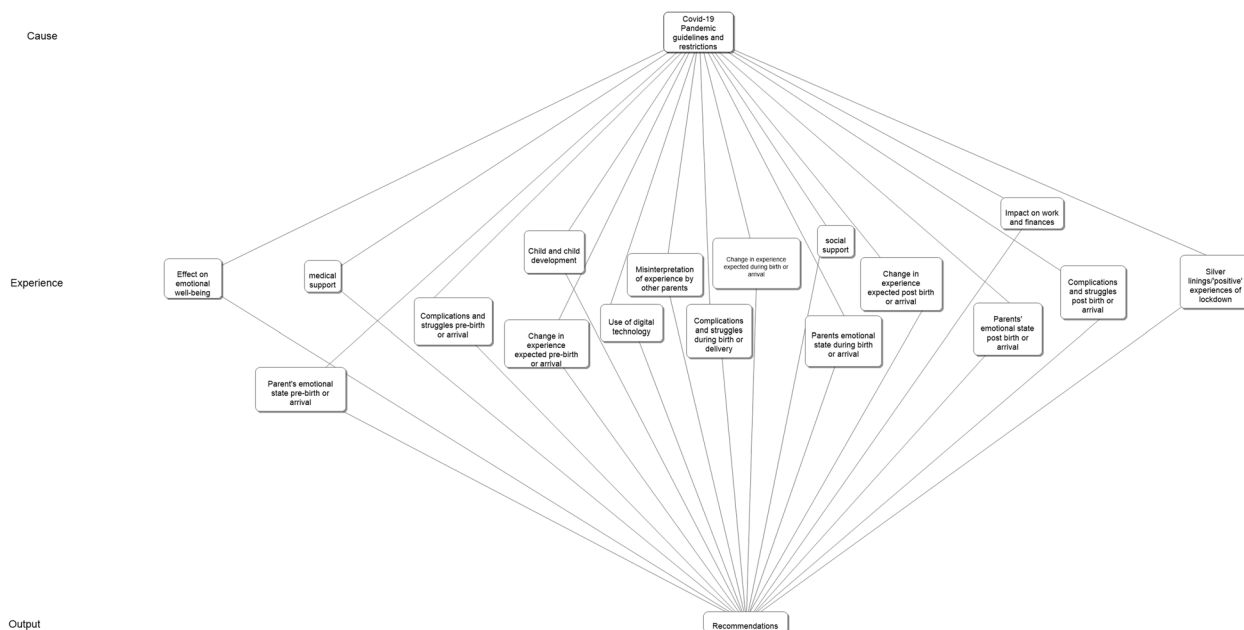 Cause
Covid-19
Pandemic
guidelines and
restrictions
Experience
Effect on
emotional
well-being
medical
support
Parent's emotional
state pre-birth or
arrival
Complications and
struggles pre-birth
or arrival
Child and child
development
Change in
experience
expected pre-birth
or arrival
Use of digital
technology
Misinterpretation
of experience by
other parents
Complications
and struggles
during birth or
delivery
Change in experience
expected during birth or
arrival
social
support
Parents emotional
state during birth
or arrival
Change in
experience
expected post birth
or arrival
Impact on work
and finances
Parents'
emotional state
post birth or
arrival
Complications
and struggles
post birth or
arrival
Silver
linings/'positive'
experiences of
lockdown
Output
Recommendations